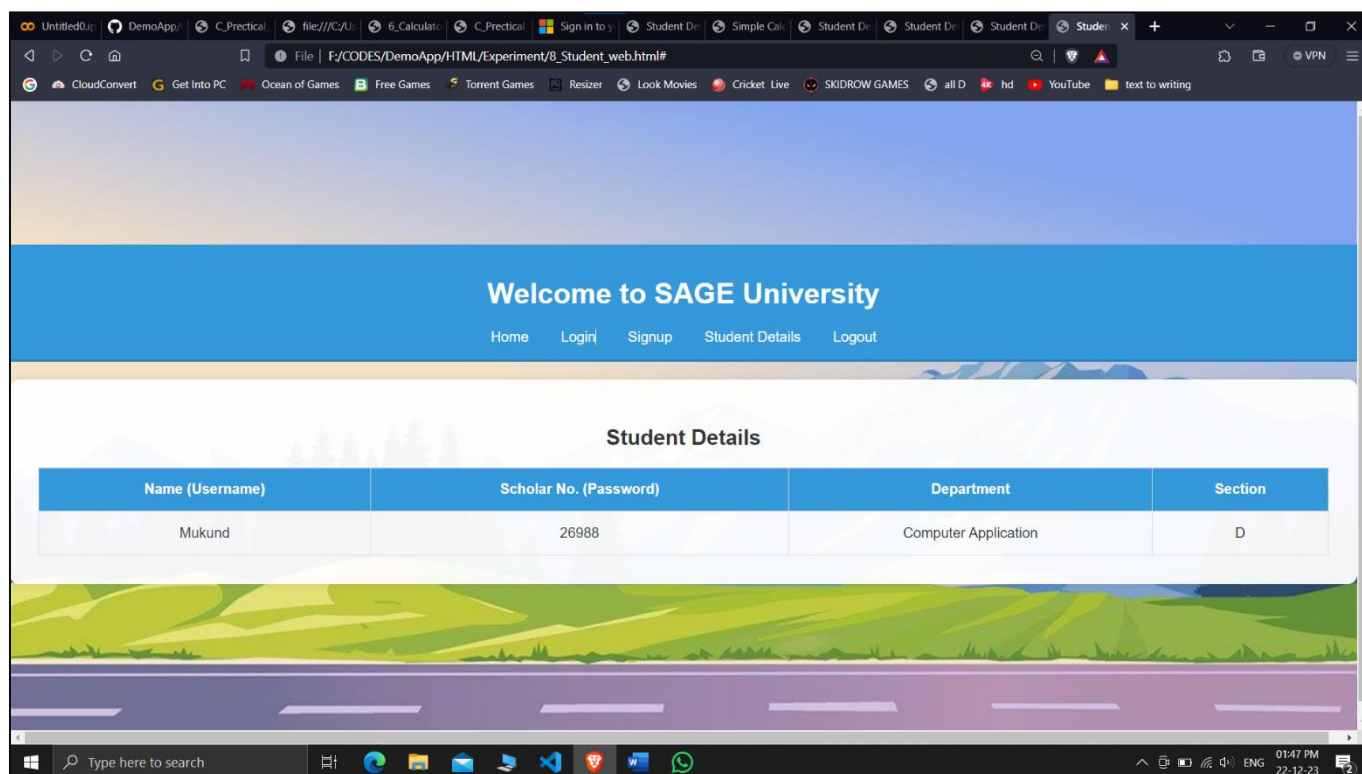 Untitled0.ip DemoApp/ C_Prectical file:///C:/Us 6_Calculato C_Prectical Sign in to y Student De Simple Calc Student De Student De Student De Studen
File | F:/CODES/DemoApp/HTML/Experiment/8_Student_web.html# VPN
CloudConvert Get Into PC Ocean of Games Free Games Torrent Games Resizer Look Movies Cricket Live SKIDROW GAMES all D hd YouTube text to writing
Welcome to SAGE University
Home Login Signup Student Details Logout
Student Details
Name (Username) Scholar No. (Password) Department Section
Mukund 26988 Computer Application D
Type here to search ENG 01:47 PM
22-12-23 2